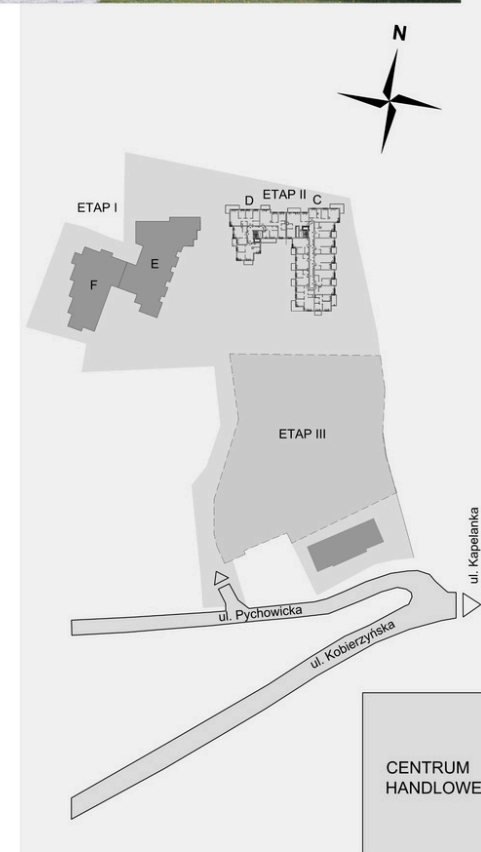 N
ETAP I
D
ETAP II
C
E
F
ETAP III
ul. Kapelanka
ul. Pychowicka
ul. Kobierzyńska
CENTRUM
HANDLOWE